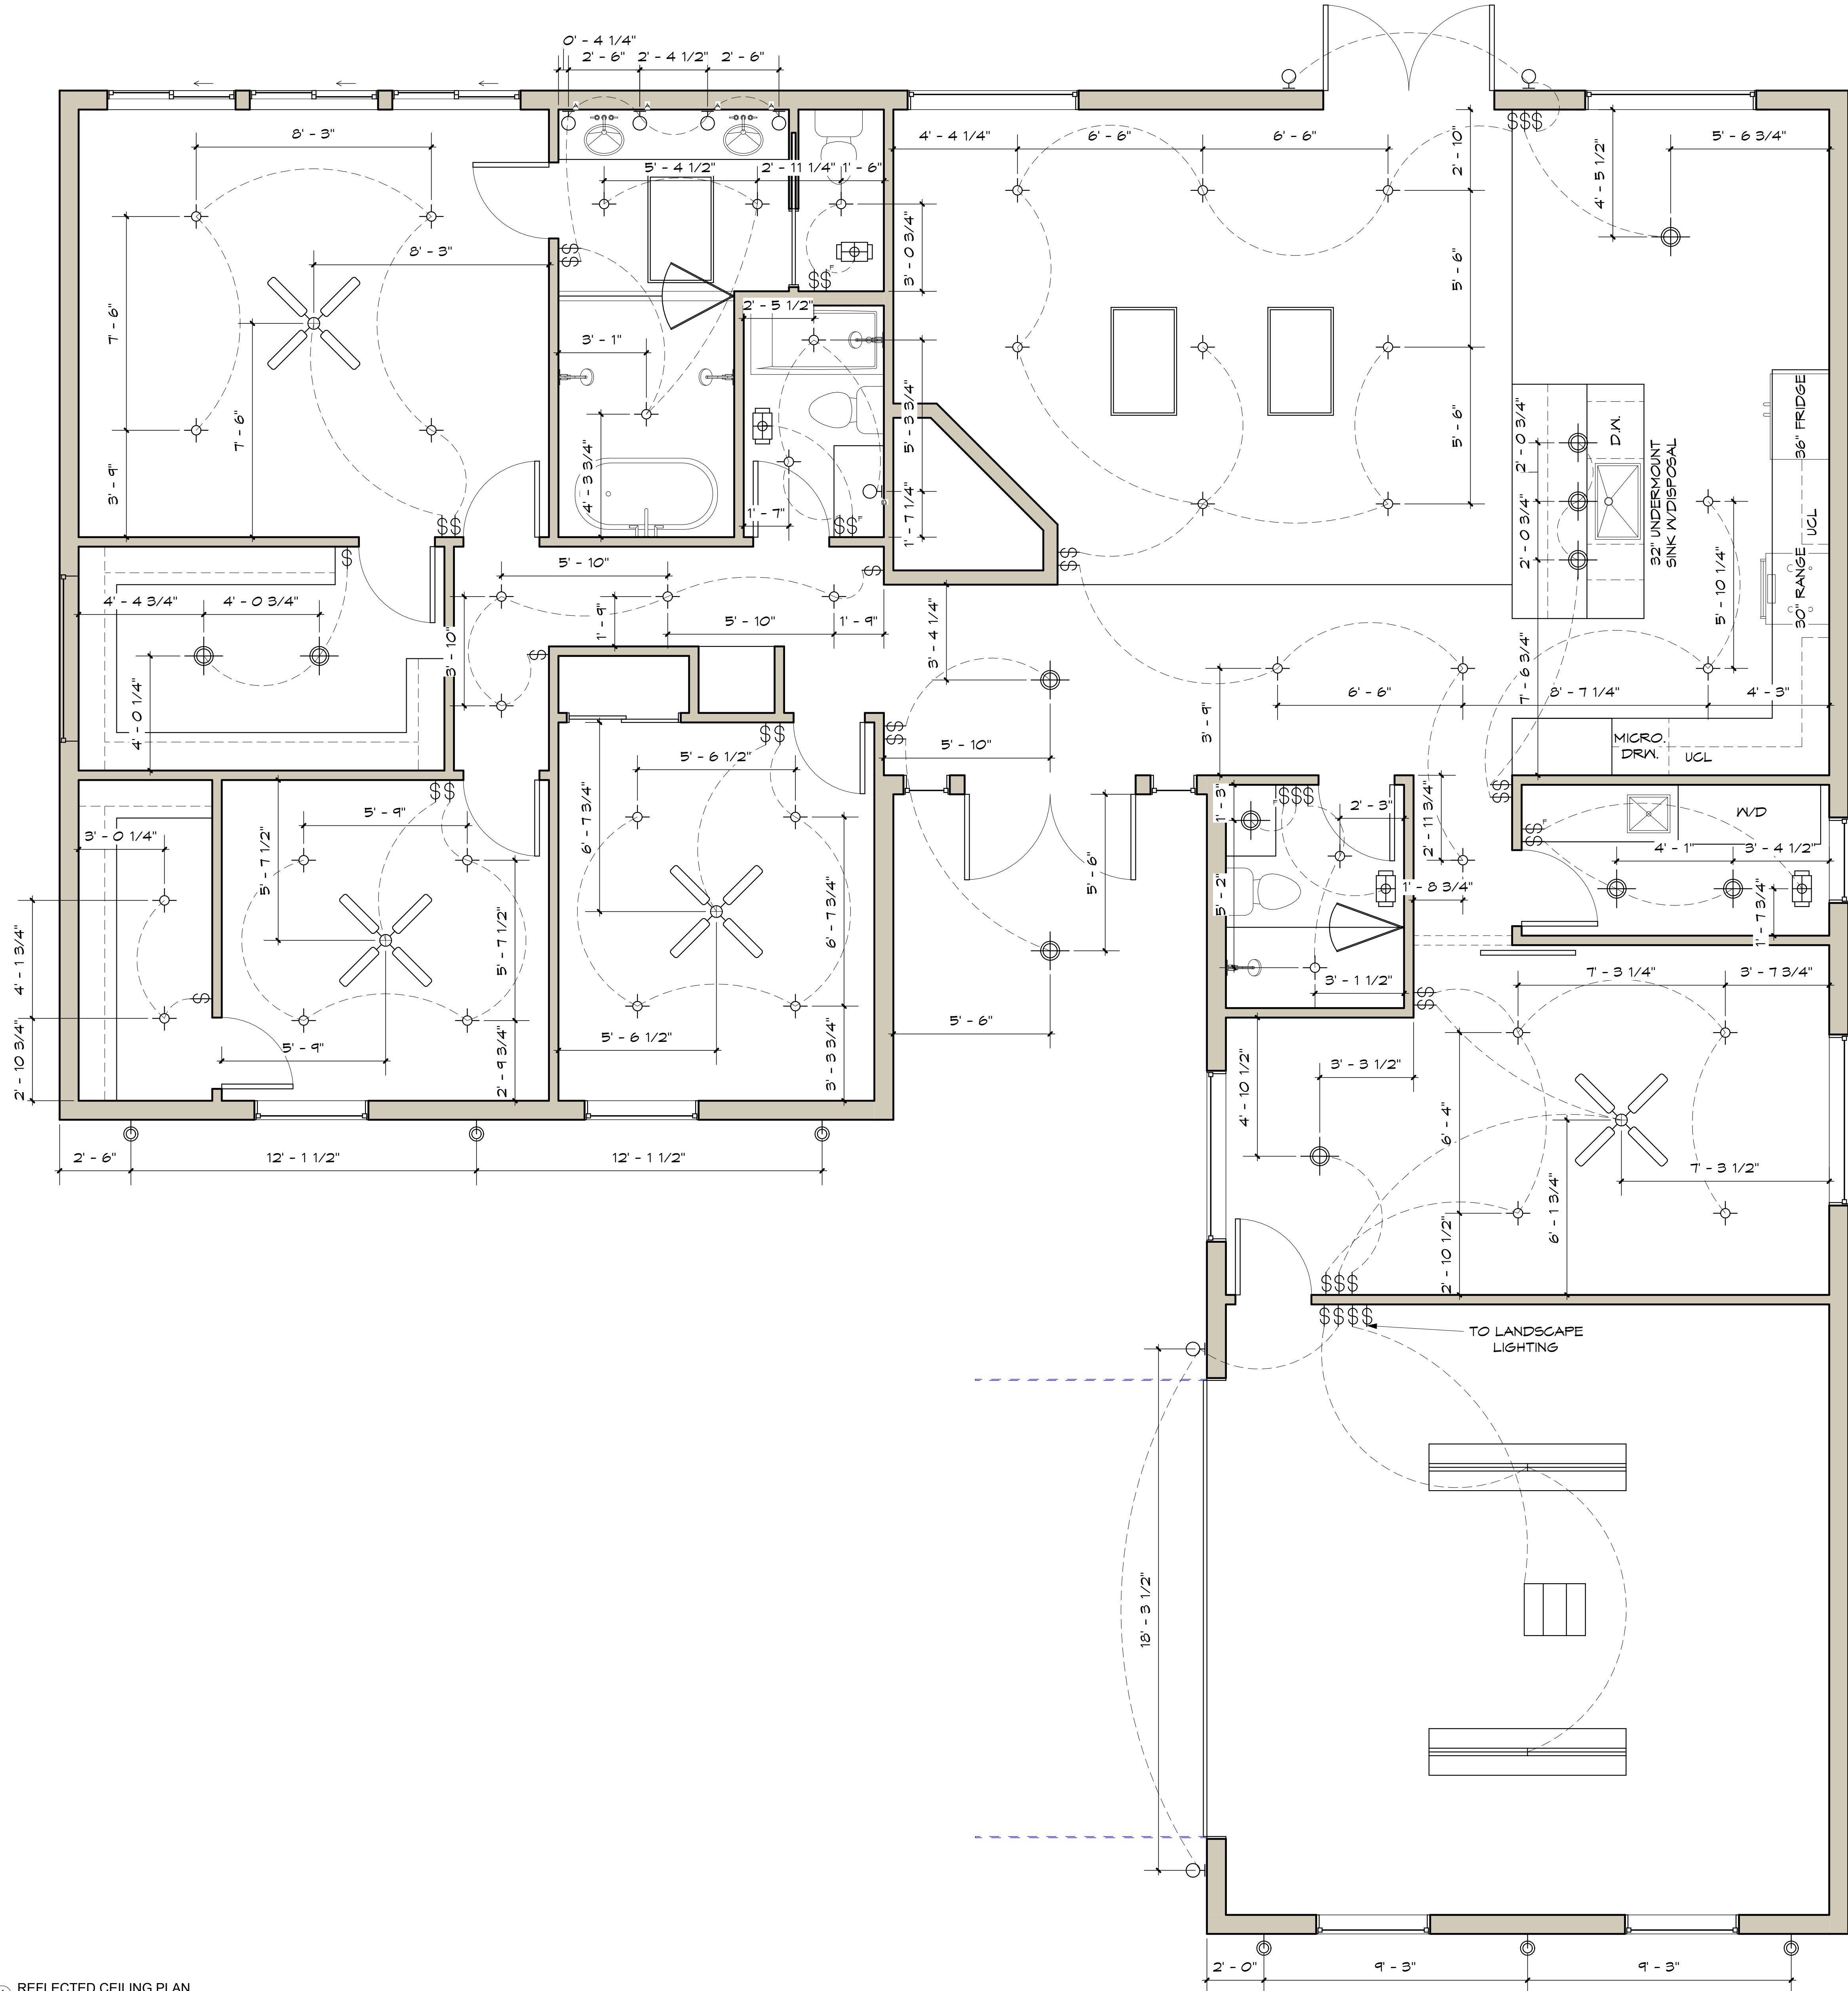 0' - 4 1/4"
2' - 6" 2' - 4 1/2" 2' - 6"
8' - 3"
4' - 4 1/4" 6' - 6" 6' - 6"
2' - 10"
4' - 5 1/2"
5' - 6 3/4"
$$$
5' - 4 1/2" 2' - 11 1/4" 1' - 6"
3' - 0 3/4"
8' - 3"
$$
$$F
5' - 6"
7' - 6"
7' - 6"
3' - 9"
2' - 5 1/2"
3' - 1"
4' - 3 3/4"
5' - 3 3/4"
1' - 7 1/4"
1' - 7"
$$F
5' - 6"
2' - 0 3/4"
2' - 0 3/4"
D.W.
32" UNDERMOUNT
SINK W/DISPOSAL
36" FRIDGE
UCL
30" RANGE
5' - 10 1/4"
7' - 6 3/4"
$$
$
$$
5' - 10"
$
4' - 4 3/4" 4' - 0 3/4"
4' - 0 1/4"
3' - 10"
1' - 9"
5' - 10" 1' - 9"
$
3' - 4 1/4"
6' - 6" 8' - 7 1/4" 4' - 3"
3' - 9"
MICRO.
DRW.
UCL
$$
5' - 10"
$$
5' - 6 1/2"
6' - 7 3/4"
6' - 7 3/4"
3' - 3 3/4"
5' - 6 1/2"
$$
5' - 9"
5' - 7 1/2"
5' - 7 1/2"
2' - 9 3/4"
5' - 9"
3' - 0 1/4"
4' - 1 3/4"
2' - 10 3/4"
$
5' - 6"
5' - 6"
1' - 3"
F$$$
2' - 3"
5' - 2"
3' - 1 1/2"
2' - 11 3/4"
1' - 8 3/4"
$$
W/D
$$F
4' - 1" 3' - 4 1/2"
1' - 7 3/4"
7' - 3 1/4" 3' - 7 3/4"
$$
4' - 10 1/2"
3' - 3 1/2"
6' - 4"
2' - 10 1/2"
6' - 1 3/4"
7' - 3 1/2"
2' - 6" 12' - 1 1/2" 12' - 1 1/2"
$$$
$$$$
TO LANDSCAPE
LIGHTING
18' - 3 1/2"
2' - 0" 9' - 3" 9' - 3"
REFLECTED CEILING PLAN